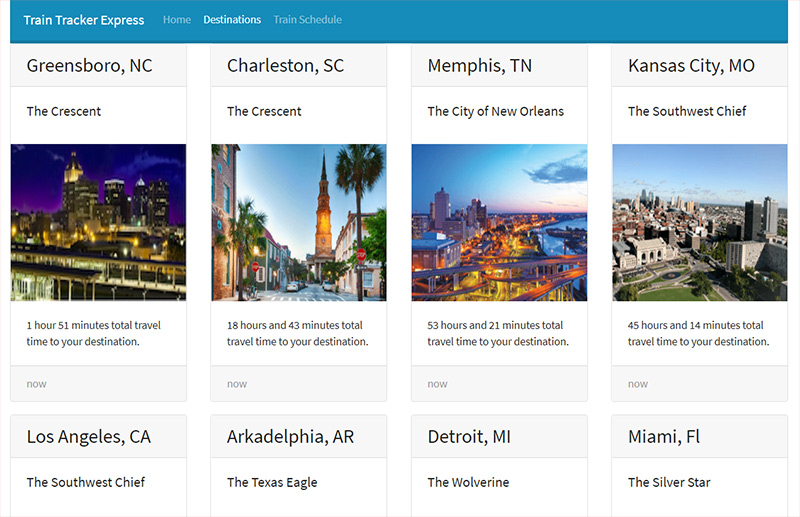 Train Tracker Express Home Destinations Train Schedule
Greensboro, NC
The Crescent
1 hour 51 minutes total travel
time to your destination.
now
Charleston, SC
The Crescent
18 hours and 43 minutes total
travel time to your destination.
now
Memphis, TN
The City of New Orleans
53 hours and 21 minutes total
travel time to your destination.
now
Kansas City, MO
The Southwest Chief
45 hours and 14 minutes total
travel time to your destination.
now
Los Angeles, CA
The Southwest Chief
Arkadelphia, AR
The Texas Eagle
Detroit, MI
The Wolverine
Miami, Fl
The Silver Star